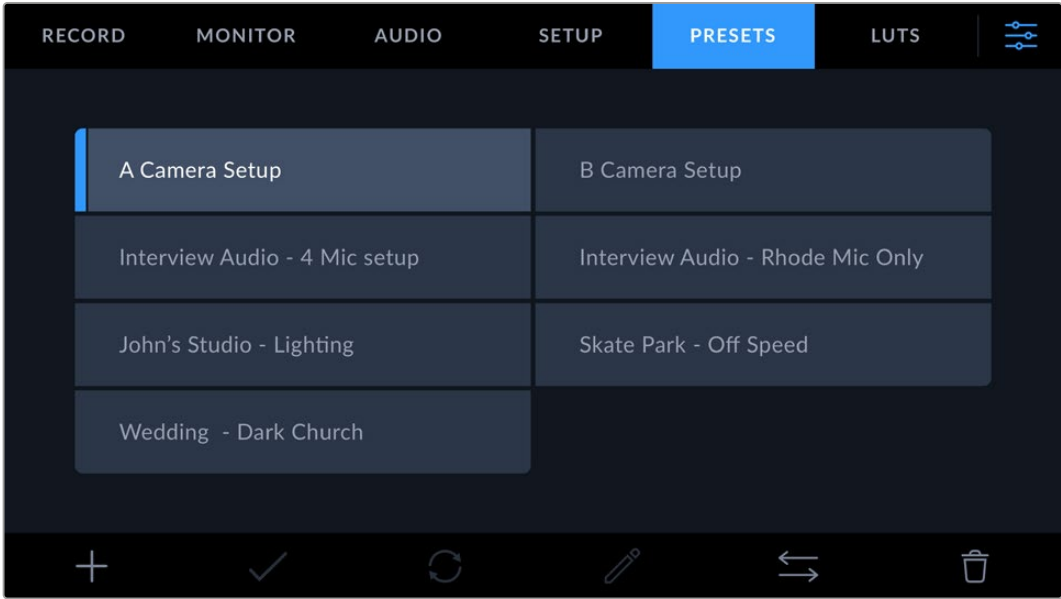 RECORD MONITOR AUDIO SETUP PRESETS LUTS
A Camera Setup B Camera Setup
Interview Audio - 4 Mic setup Interview Audio - Rhode Mic Only
John’s Studio - Lighting Skate Park - Off Speed
Wedding  - Dark Church